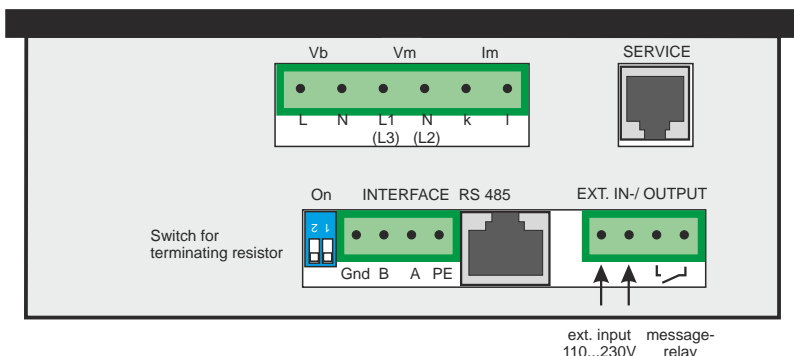 Vb Vm Im SERVICE
L N L1 N k l
(L3) (L2)
On INTERFACE RS 485 EXT. IN-/ OUTPUT
2 1
Switch for
terminating resistor
Gnd B A PE
ext. input message-
110...230V relay